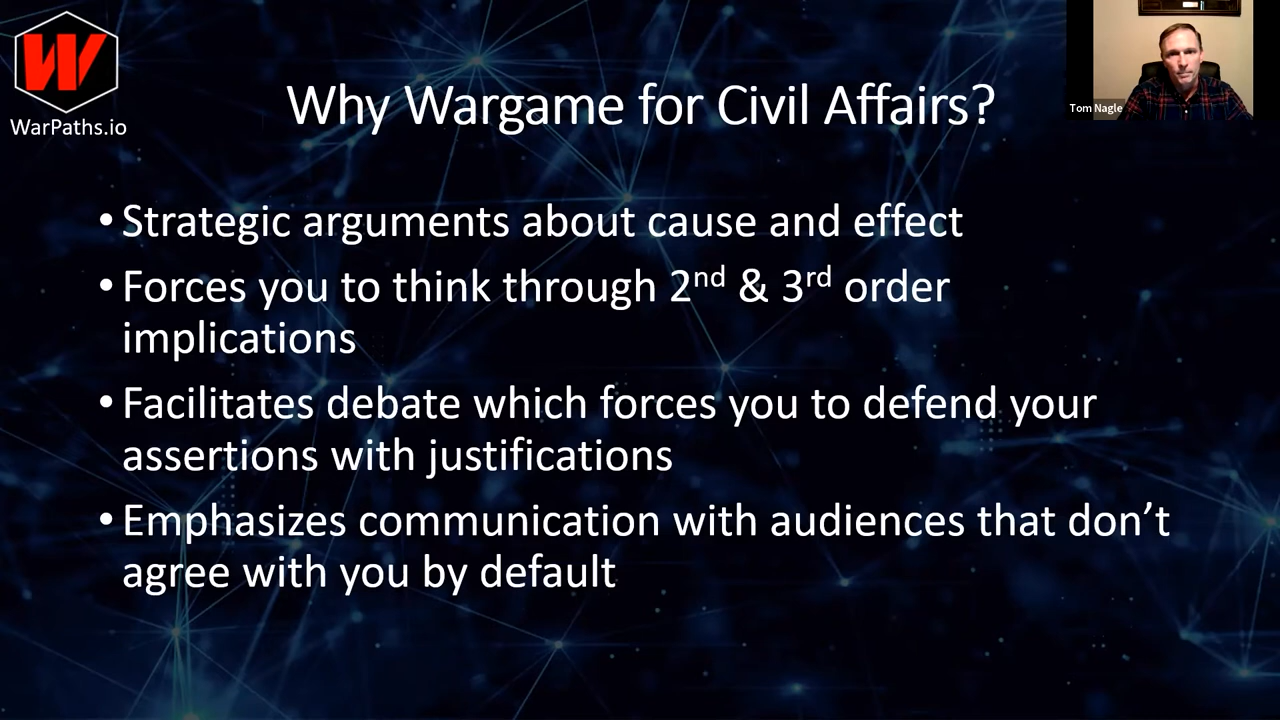 WarPaths.io
Why Wargame for Civil Affairs?
Tom Nagle
• Strategic arguments about cause and effect
• Forces you to think through 2nd & 3rd order
implications
• Facilitates debate which forces you to defend your
assertions with justifications
• Emphasizes communication with audiences that don’t
agree with you by default